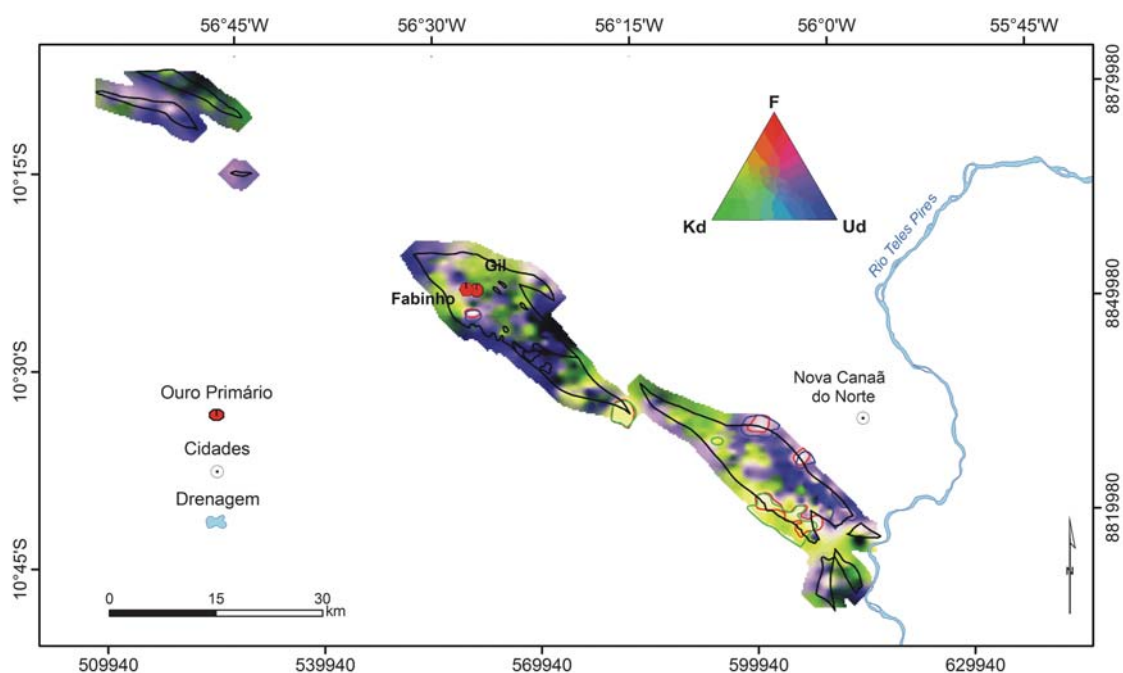 56°45'W 56°30'W 56°15'W 56°0'W 55°45'W
8879980
F
10°15'S
Kd Ud
Rio Teles Pires
Gil
Fabinho
8849980
10°30'S
Nova Canaã
do Norte
Ouro Primário
Cidades
Drenagem
8819980
10°45'S
N
0 15 30
km
509940 539940 569940 599940 629940